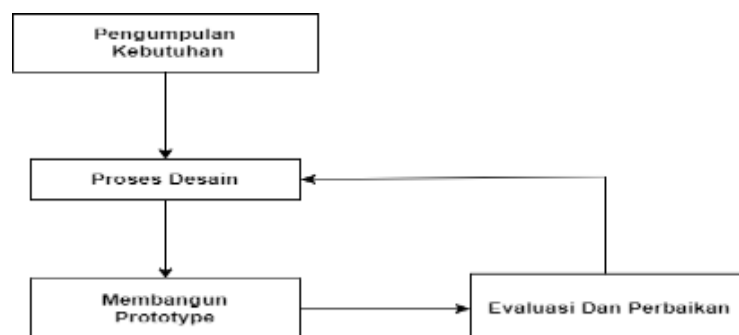 Pengumpulan
Kebutuhan
Proses Desain
Membangun
Prototype
Evaluasi Dan Perbaikan